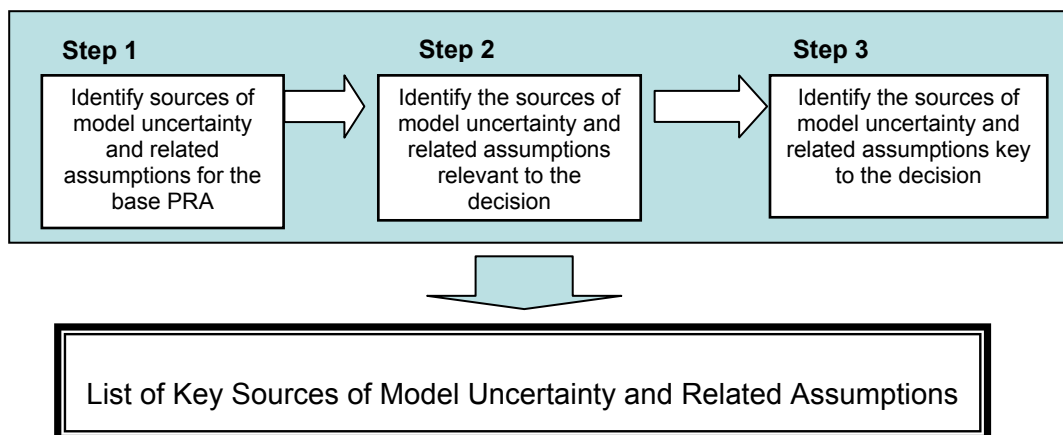 Step 1
Identify sources of
model uncertainty
and related
assumptions for the
base PRA
Step 2
Identify the sources of
model uncertainty and
related assumptions
relevant to the
decision
Step 3
Identify the sources of
model uncertainty and
related assumptions key
to the decision
List of Key Sources of Model Uncertainty and Related Assumptions